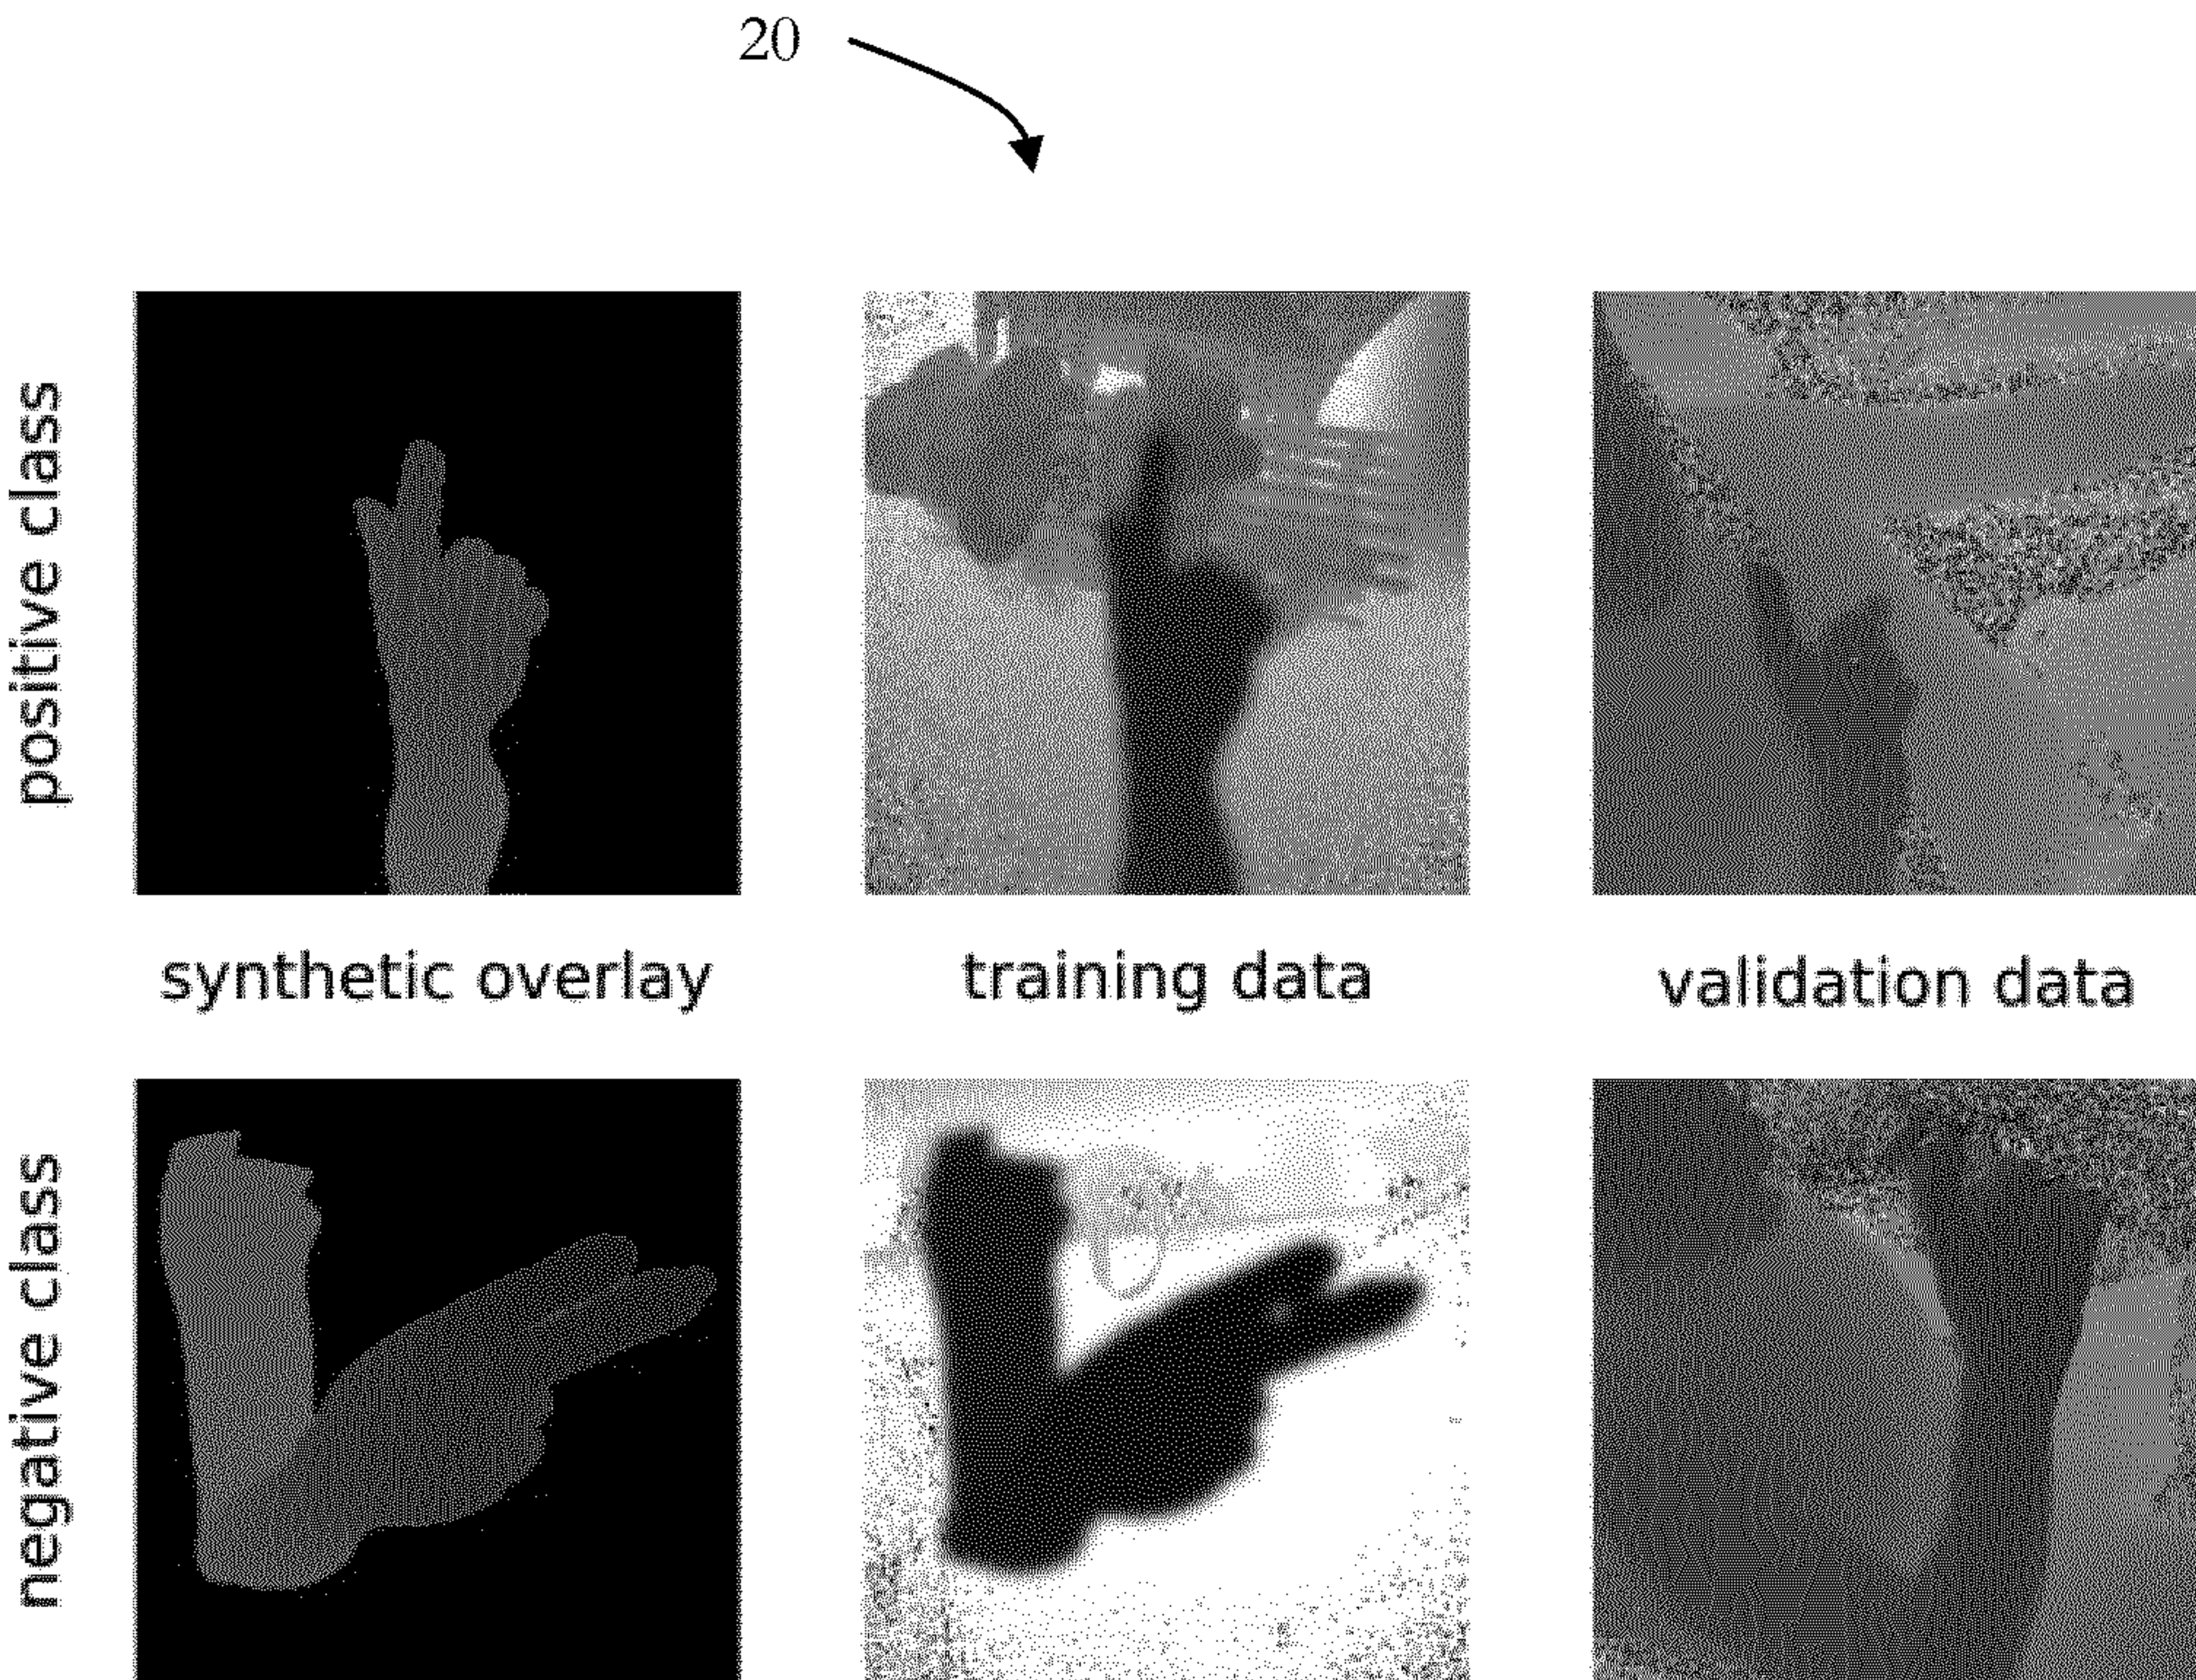 20
positive class
synthetic overlay
training data
validation data
negative class